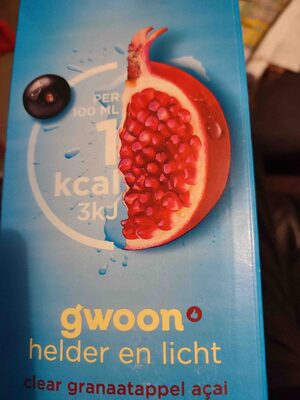 PER
100 ML
1
kcal
3kJ
gwoon
helder en licht
clear granaatappel açai